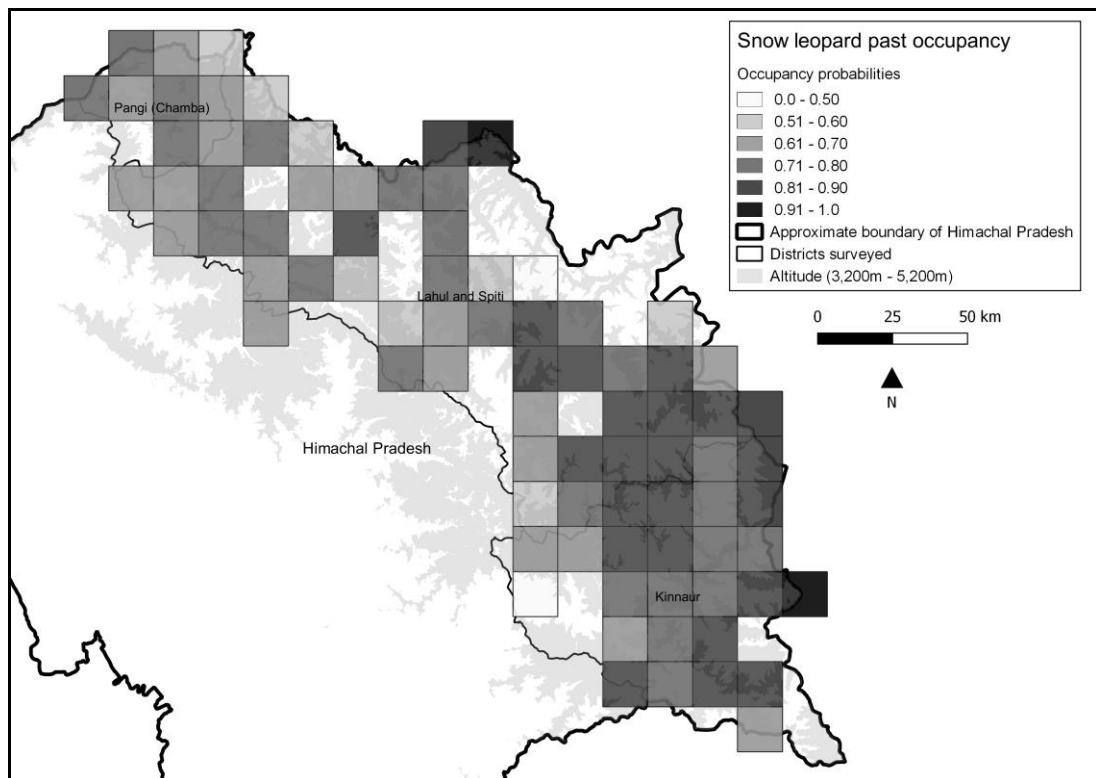 Snow leopard past occupancy
Occupancy probabilities
0.0 - 0.50
0.51 - 0.60
0.61 - 0.70
0.71 - 0.80
0.81 - 0.90
0.91 - 1.0
Approximate boundary of Himachal Pradesh
Districts surveyed
Altitude (3,200m - 5,200m)
0 25 50 km
N
Pangi (Chamba)
Lahul and Spiti
Himachal Pradesh
Kinnaur